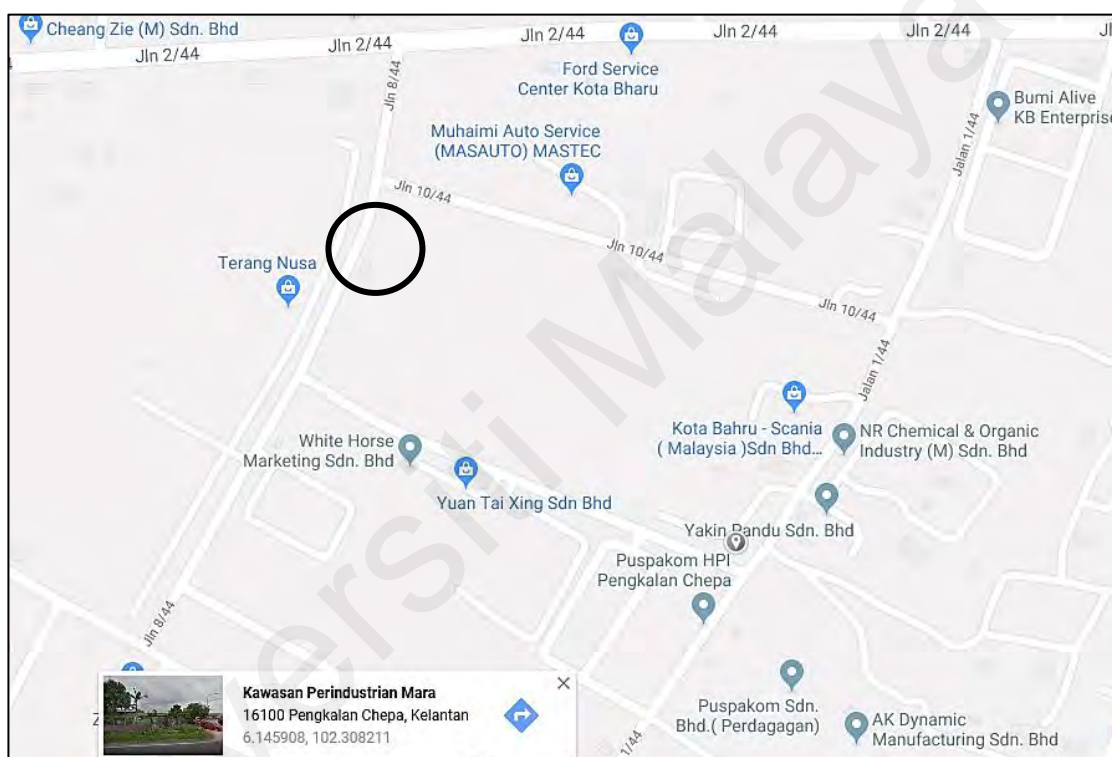 Cheang Zie (M) Sdn. Bhd
Jln 2/44
Jln 2/44
Jln 2/44
Jln 2/44
Jln 2/44
Jln 8/44
Ford Service
Center Kota Bharu
Bumi Alive
KB Enterprise
Muhaimi Auto Service
(MASAUTO) MASTEC
Jalan 1/44
Jln 10/44
Jln 10/44
Terang Nusa
Jln 10/44
Jalan 1/44
Kota Bahru - Scania
( Malaysia )Sdn Bhd...
NR Chemical & Organic
Industry (M) Sdn. Bhd
White Horse
Marketing Sdn. Bhd
Yuan Tai Xing Sdn Bhd
Yakin Pandu Sdn. Bhd
Puspakom HPI
Pengkalan Chepa
Jln 8/44
Kawasan Perindustrian Mara
16100 Pengkalan Chepa, Kelantan
6.145908, 102.308211
Puspakom Sdn.
Bhd.( Perdagagan)
AK Dynamic
Manufacturing Sdn. Bhd
1/44